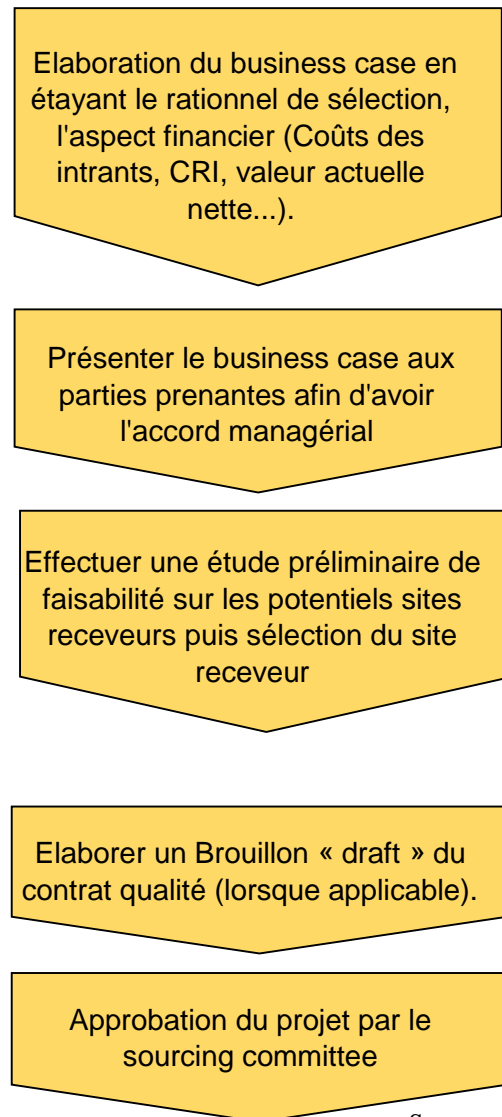 Elaboration du business case en
étayant le rationnel de sélection,
l'aspect financier (Coûts des
intrants, CRI, valeur actuelle
nette...).
Présenter le business case aux
parties prenantes afin d'avoir
l'accord managérial
Effectuer une étude préliminaire de
faisabilité sur les potentiels sites
receveurs puis sélection du site
receveur
Elaborer un Brouillon « draft » du
contrat qualité (lorsque applicable).
Approbation du projet par le
sourcing committee